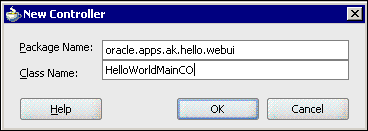 New Controller
Package Name: oracle.apps.ak.hello.webui
Class Name: HelloWorldMainCO
Help OK Cancel